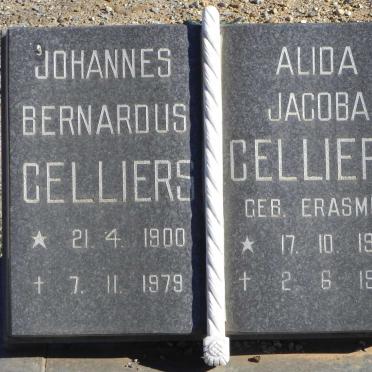 JOHANNES
BERNARDUS
CELLIERS
★ 21. 4. 1900
† 7. 11. 1979
ALIDA
JACOBA
GEB.
★ 17. 10.
† 2. 6.